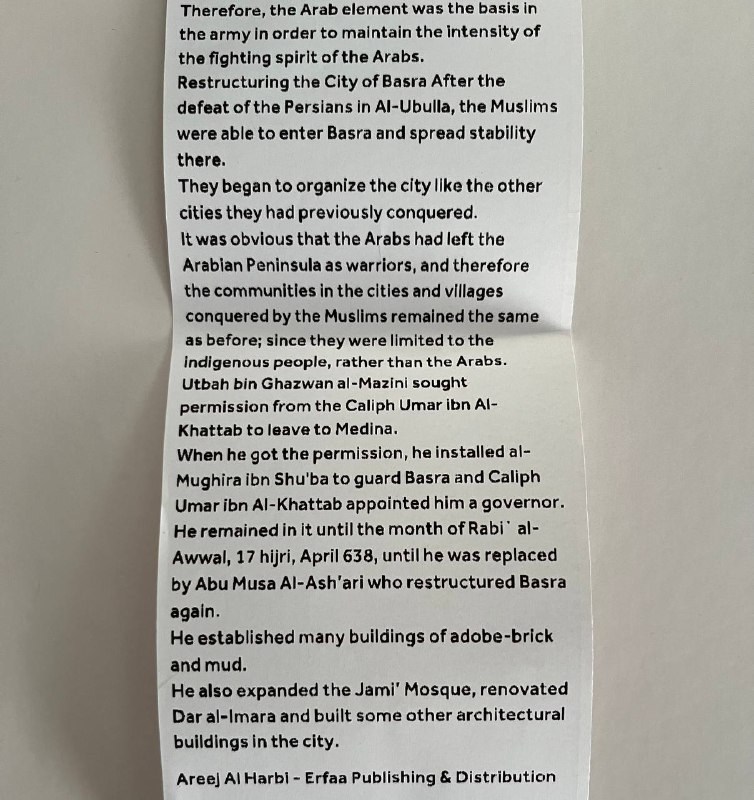 Therefore, the Arab element was the basis in
the army in order to maintain the intensity of
the fighting spirit of the Arabs.
Restructuring the City of Basra After the
defeat of the Persians in Al-Ubulla, the Muslims
were able to enter Basra and spread stability
there.
They began to organize the city like the other
cities they had previously conquered.
It was obvious that the Arabs had left the
Arabian Peninsula as warriors, and therefore
the communities in the cities and villages
conquered by the Muslims remained the same
as before; since they were limited to the
indigenous people, rather than the Arabs.
Utbah bin Ghazwan al-Mazini sought
permission from the Caliph Umar ibn Al-
Khattab to leave to Medina.
When he got the permission, he installed al-
Mughira ibn Shu'ba to guard Basra and Caliph
Umar ibn Al-Khattab appointed him a governor.
He remained in it until the month of Rabi` al-
Awwal, 17 hijri, April 638, until he was replaced
by Abu Musa Al-Ash'ari who restructured Basra
again.
He established many buildings of adobe-brick
and mud.
He also expanded the Jami' Mosque, renovated
Dar al-Imara and built some other architectural
buildings in the city.
Areej Al Harbi - Erfaa Publishing & Distribution